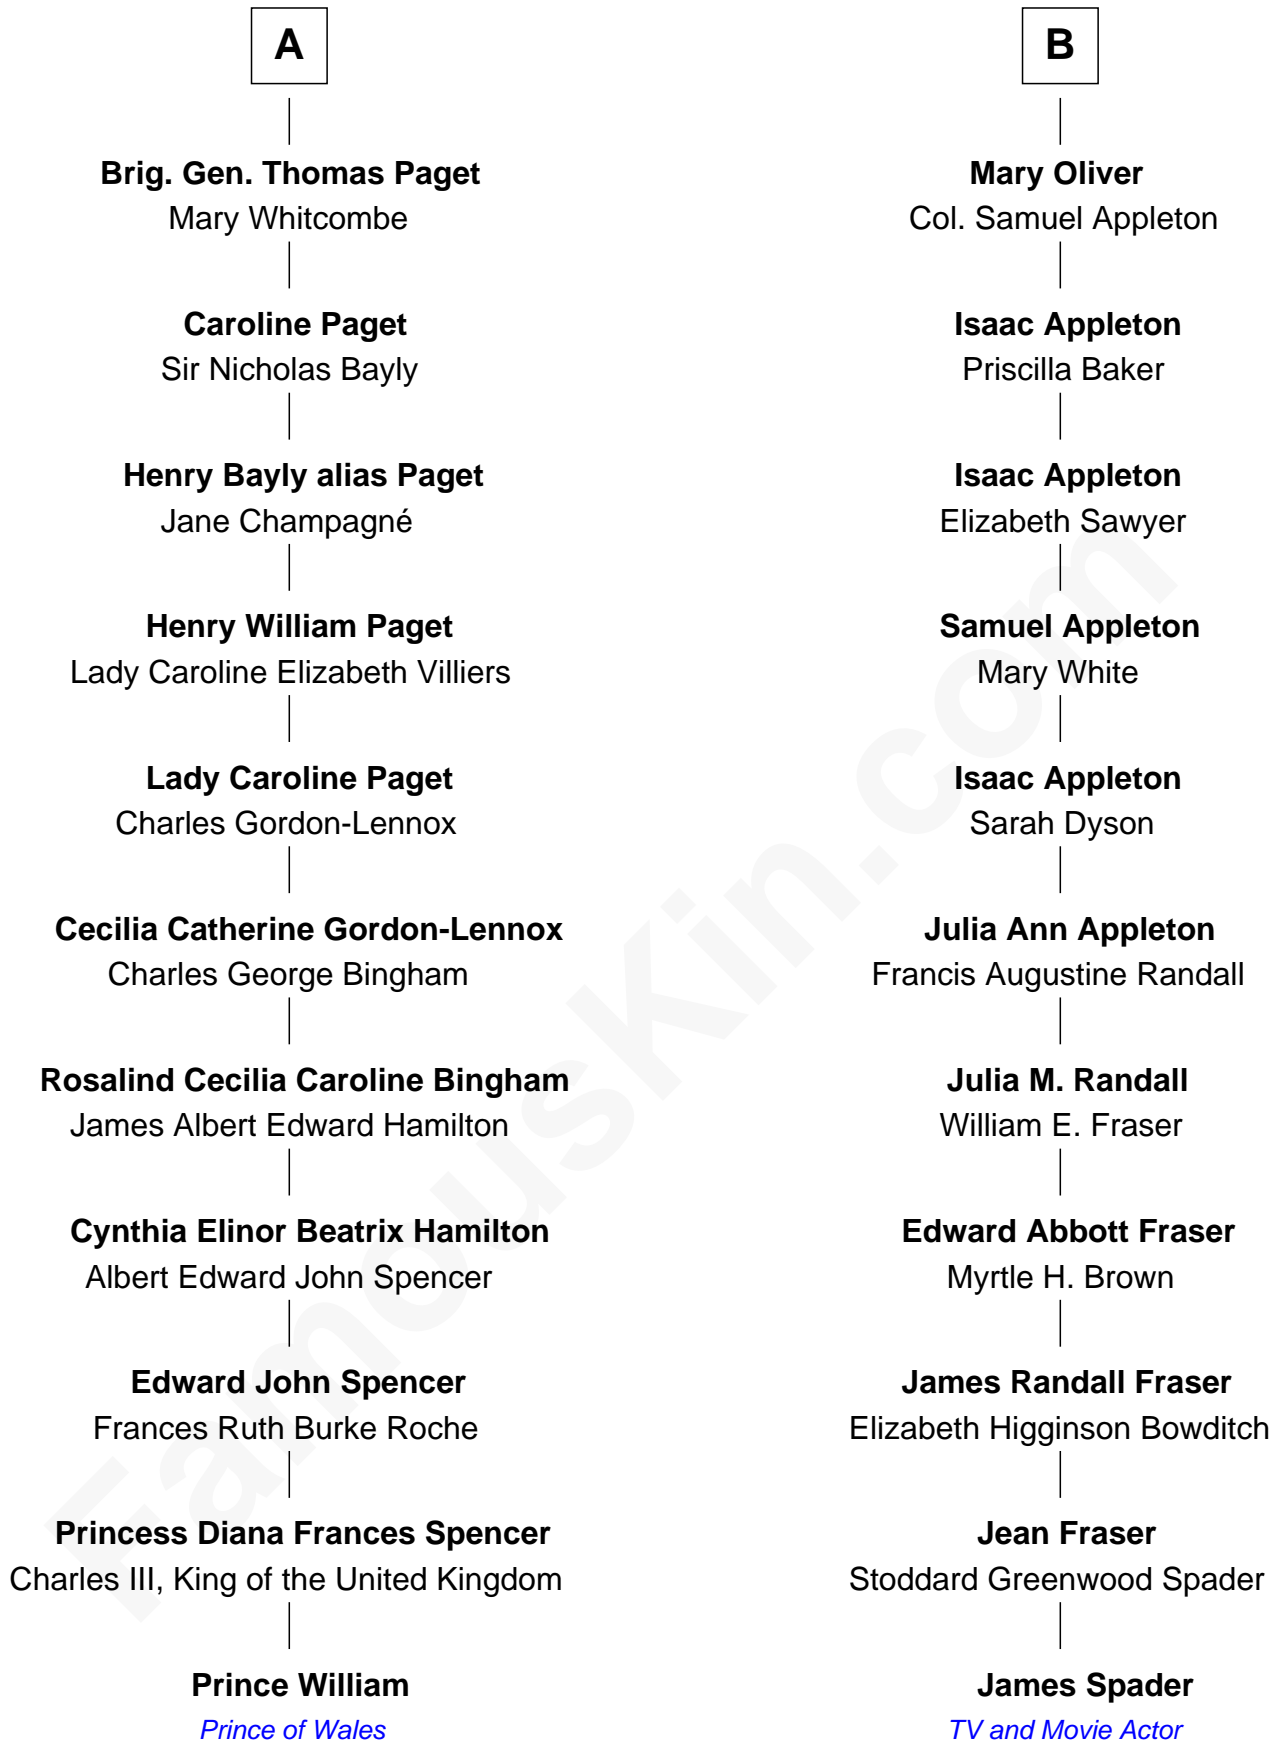 A
Brig. Gen. Thomas Paget
Mary Whitcombe
Caroline Paget
Sir Nicholas Bayly
Henry Bayly alias Paget
Jane Champagné
Henry William Paget
Lady Caroline Elizabeth Villiers
Lady Caroline Paget
Charles Gordon-Lennox
Cecilia Catherine Gordon-Lennox
Charles George Bingham
Rosalind Cecilia Caroline Bingham
James Albert Edward Hamilton
Cynthia Elinor Beatrix Hamilton
Albert Edward John Spencer
Edward John Spencer
Frances Ruth Burke Roche
Princess Diana Frances Spencer
Charles III, King of the United Kingdom
Prince William
Prince of Wales
B
Mary Oliver
Col. Samuel Appleton
Isaac Appleton
Priscilla Baker
Isaac Appleton
Elizabeth Sawyer
Samuel Appleton
Mary White
Isaac Appleton
Sarah Dyson
Julia Ann Appleton
Francis Augustine Randall
Julia M. Randall
William E. Fraser
Edward Abbott Fraser
Myrtle H. Brown
James Randall Fraser
Elizabeth Higginson Bowditch
Jean Fraser
Stoddard Greenwood Spader
James Spader
TV and Movie Actor
FamousKin.com